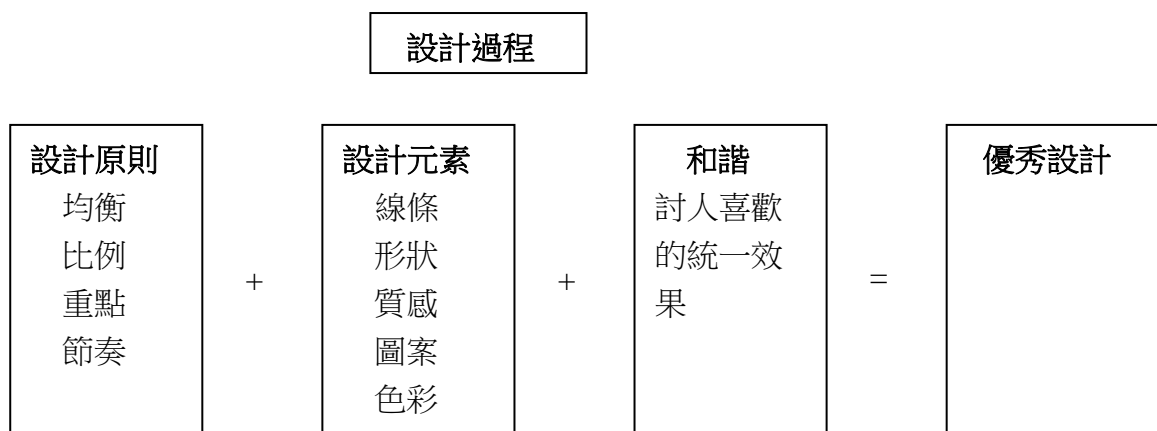 設計過程
設計原則
均衡
比例
重點
節奏
+
設計元素
線條
形狀
質感
圖案
色彩
+
和諧
討人喜歡
的統一效
果
=
優秀設計